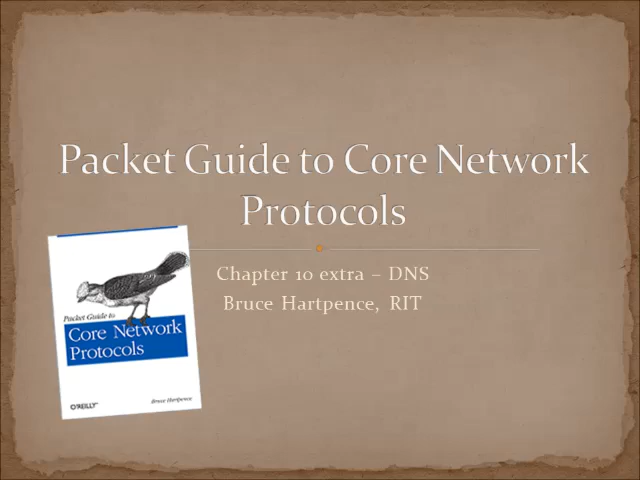 Packet Guide to Core Network
Protocols
Chapter 10 extra – DNS
Bruce Hartpence, RIT
Packet Guide to
Core Network
Protocols
O'REILLY
Bruce Hartpence